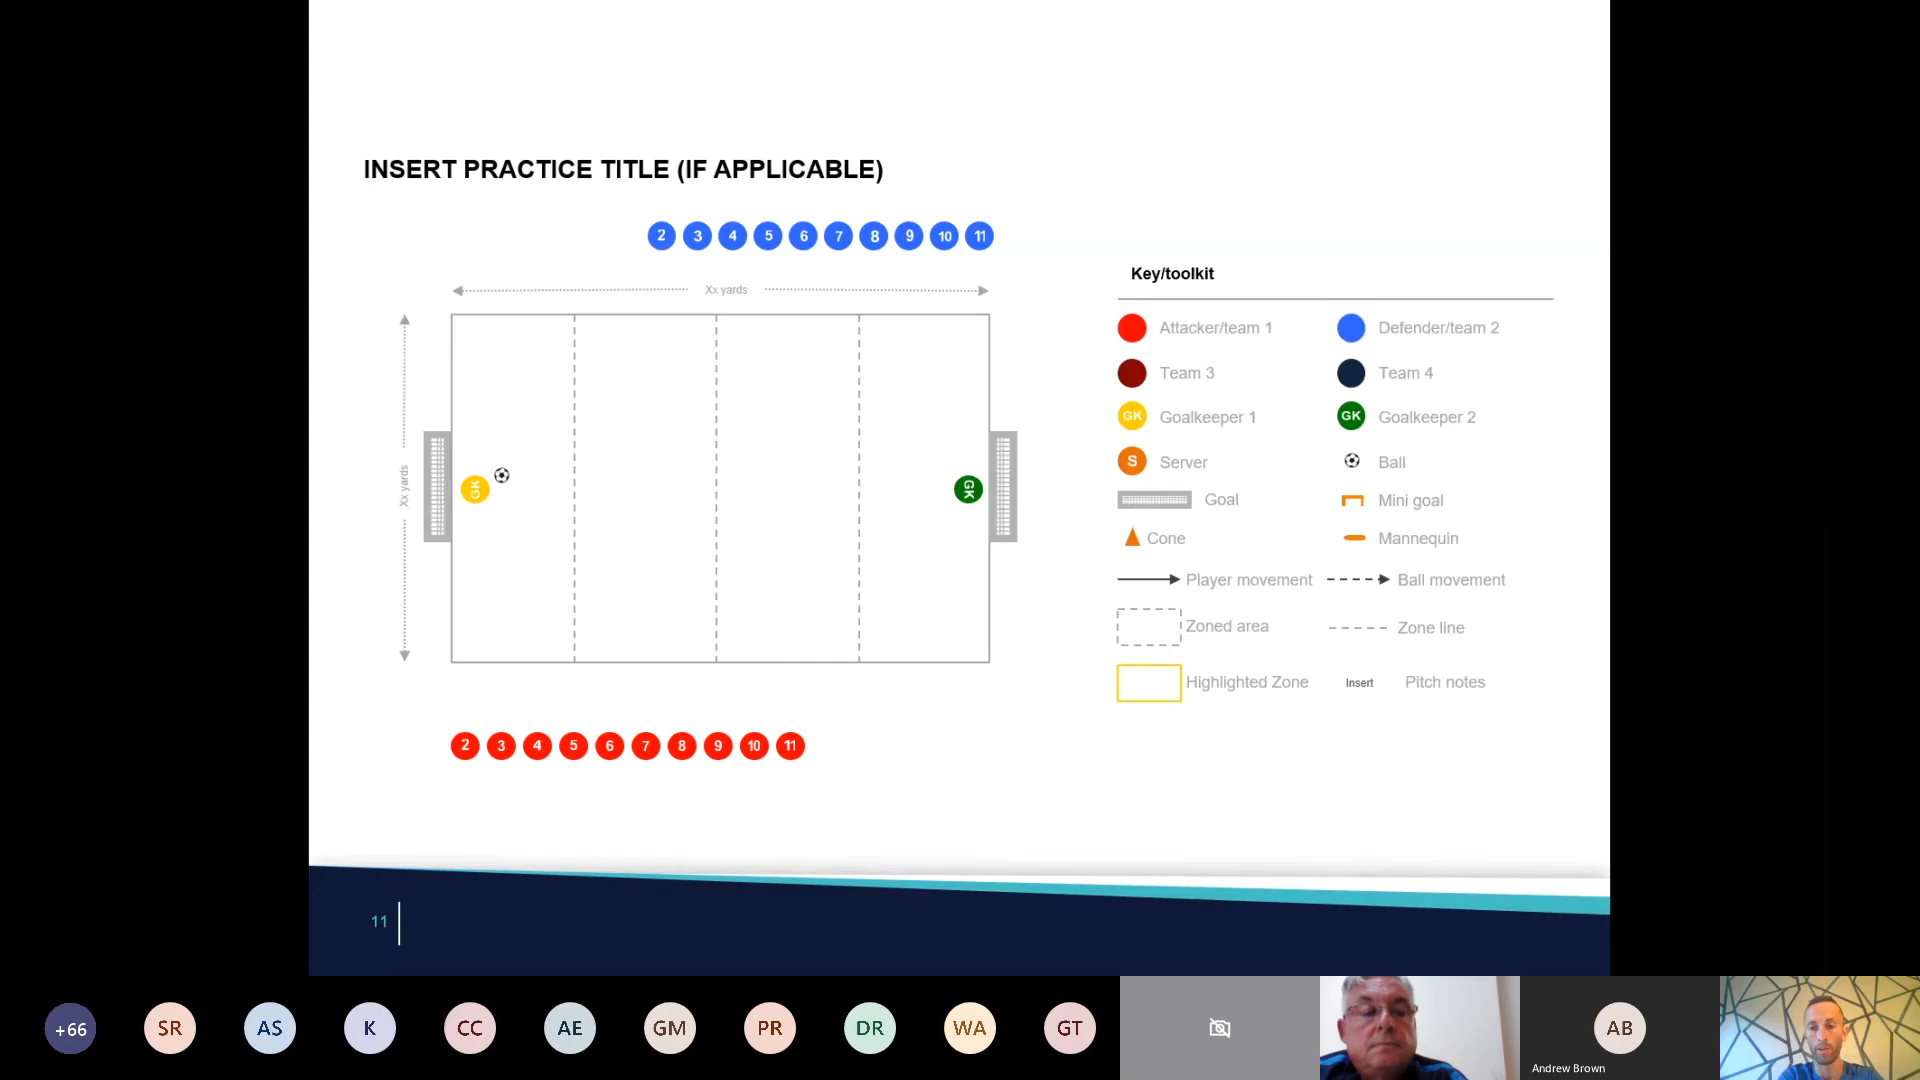 INSERT PRACTICE TITLE (IF APPLICABLE)
2 3 4 5 6 7 8 9 10 11
Xx yards
Xx yards
GK
GK
2 3 4 5 6 7 8 9 10 11
Key/toolkit
Attacker/team 1
Defender/team 2
Team 3
Team 4
GK Goalkeeper 1
GK Goalkeeper 2
S Server
Ball
Goal
Mini goal
Cone
Mannequin
Player movement
Ball movement
Zoned area
Zone line
Highlighted Zone
Insert Pitch notes
11
+66 SR AS K CC AE GM PR DR WA GT AB
Andrew Brown